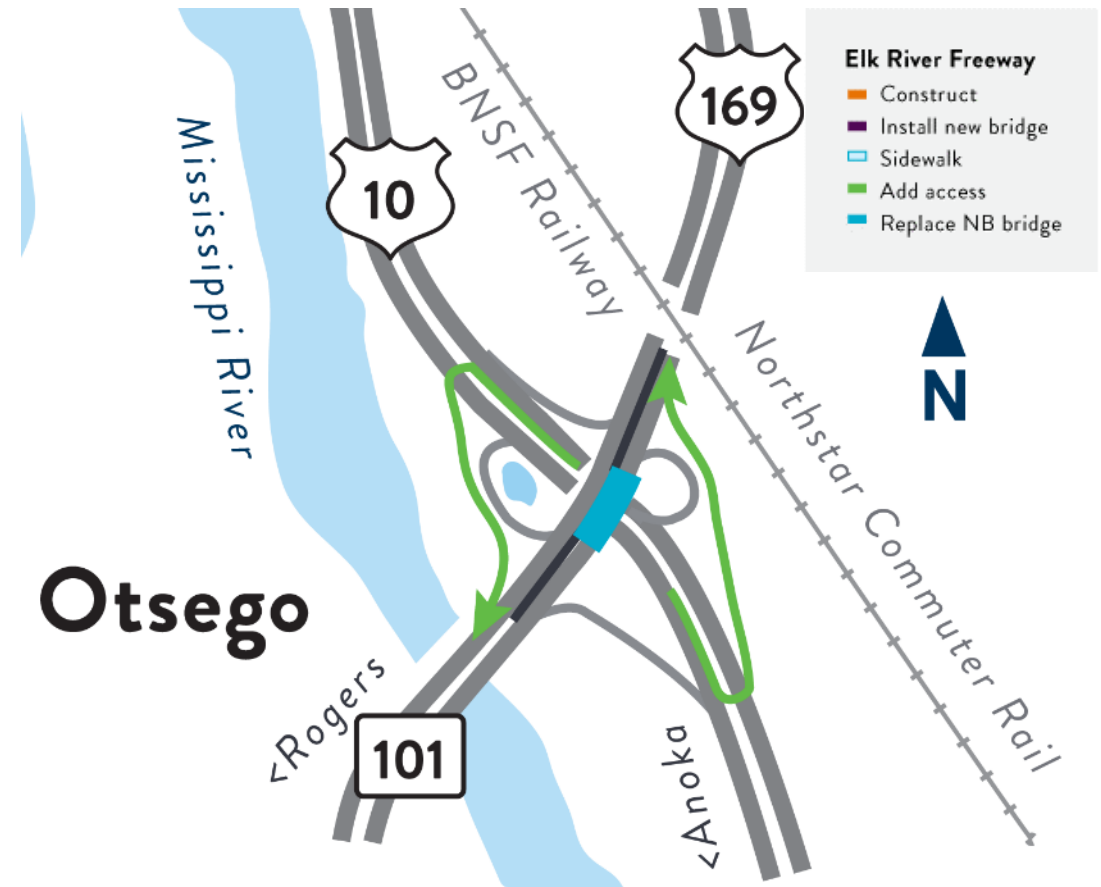 Elk River Freeway
Construct
Install new bridge
Sidewalk
Add access
Replace NB bridge
169
10
BNSF Railway
Mississippi River
N
Northstar Commuter Rail
Otsego
<Rogers
101
<Anoka